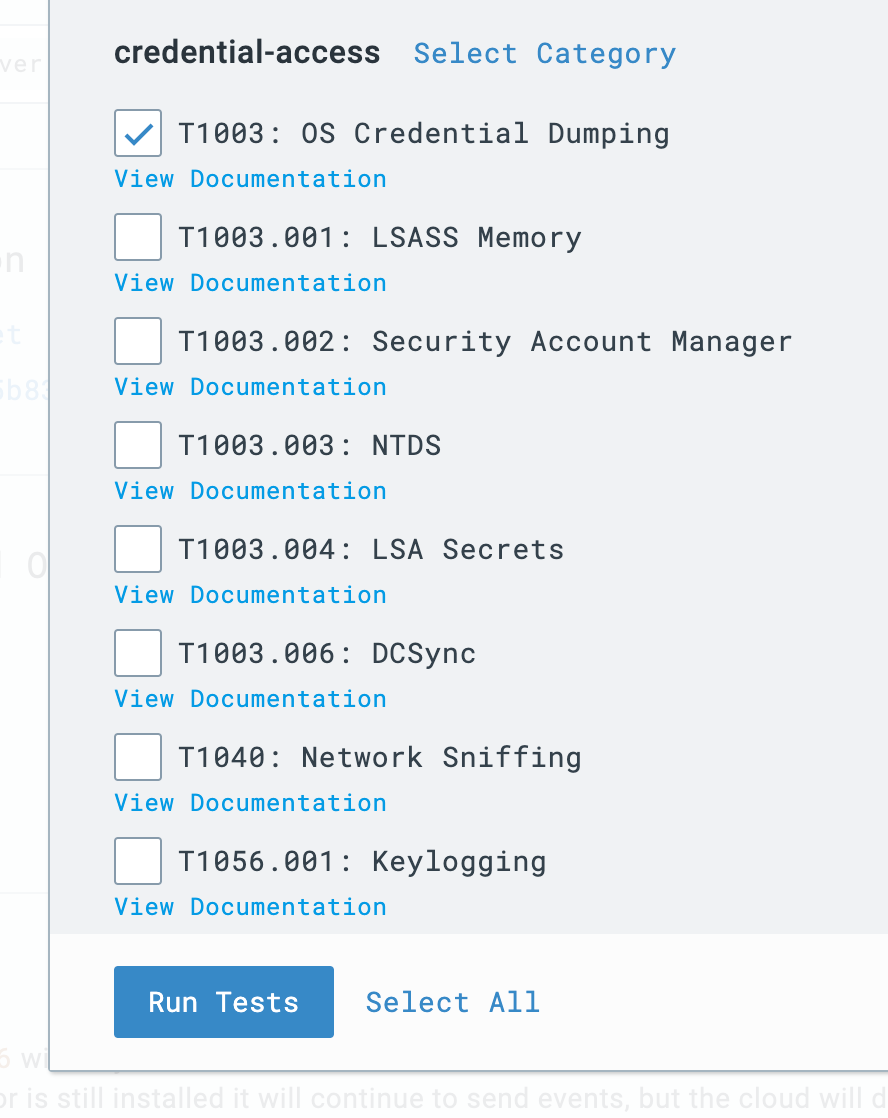 credential-access Select Category
ver
T1003: OS Credential Dumping
View Documentation
T1003.001: LSASS Memory
on
View Documentation
et
T1003.002: Security Account Manager
View Documentation
T1003.003: NTDS
View Documentation
T1003.004: LSA Secrets
View Documentation
T1003.006: DCSync
View Documentation
T1040: Network Sniffing
View Documentation
T1056.001: Keylogging
View Documentation
Run Tests Select All
6 wi
or is still installed it will continue to send events, but the cloud will d